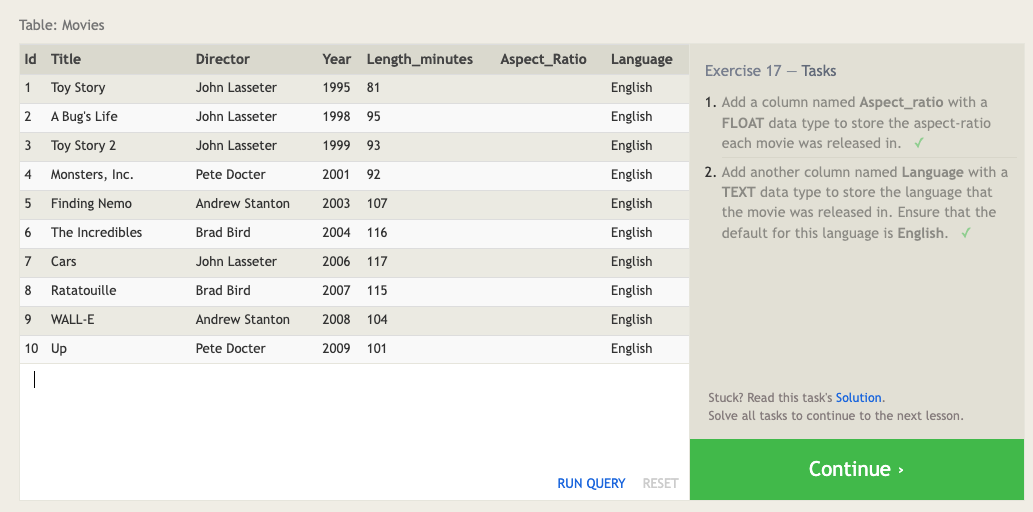 Table: Movies
Id Title Director Year Length_minutes Aspect_Ratio Language
1 Toy Story John Lasseter 1995 81 English
2 A Bug's Life John Lasseter 1998 95 English
3 Toy Story 2 John Lasseter 1999 93 English
4 Monsters, Inc. Pete Docter 2001 92 English
5 Finding Nemo Andrew Stanton 2003 107 English
6 The Incredibles Brad Bird 2004 116 English
7 Cars John Lasseter 2006 117 English
8 Ratatouille Brad Bird 2007 115 English
9 WALL-E Andrew Stanton 2008 104 English
10 Up Pete Docter 2009 101 English
RUN QUERY RESET
Exercise 17 — Tasks
1. Add a column named Aspect_ratio with a
FLOAT data type to store the aspect-ratio
each movie was released in. ✓
2. Add another column named Language with a
TEXT data type to store the language that
the movie was released in. Ensure that the
default for this language is English. ✓
Stuck? Read this task's Solution.
Solve all tasks to continue to the next lesson.
Continue ›